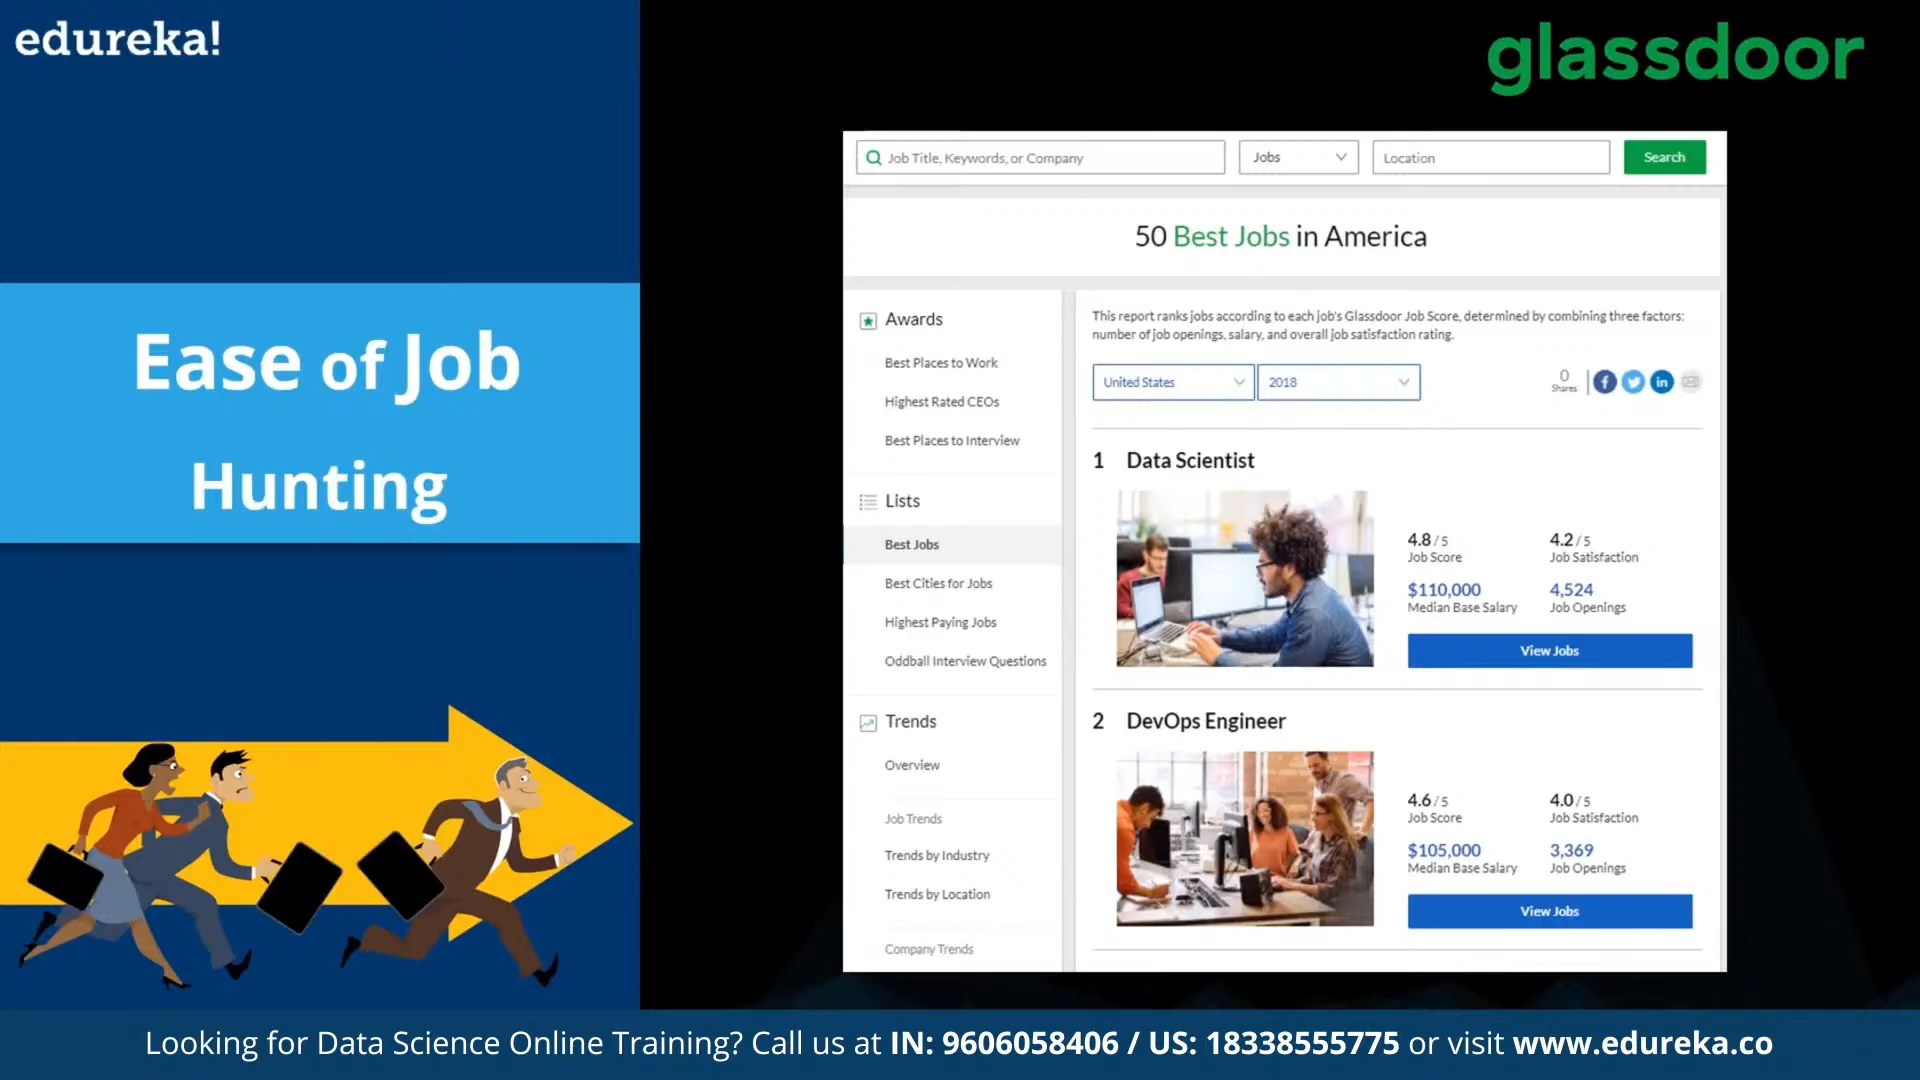 edureka!
glassdoor
Ease of Job
Hunting
Job Title, Keywords, or Company
Jobs
Location
Search
50 Best Jobs in America
Awards
Best Places to Work
Highest Rated CEOs
Best Places to Interview
Lists
Best Jobs
Best Cities for Jobs
Highest Paying Jobs
Oddball Interview Questions
Trends
Overview
Job Trends
Trends by Industry
Trends by Location
Company Trends
This report ranks jobs according to each job's Glassdoor Job Score, determined by combining three factors:
number of job openings, salary, and overall job satisfaction rating.
United States
2018
0
Shares
1 Data Scientist
4.8 / 5 4.2 / 5
Job Score Job Satisfaction
$110,000 4,524
Median Base Salary Job Openings
View Jobs
2 DevOps Engineer
4.6 / 5 4.0 / 5
Job Score Job Satisfaction
$105,000 3,369
Median Base Salary Job Openings
View Jobs
Looking for Data Science Online Training? Call us at IN: 9606058406 / US: 18338555775 or visit www.edureka.co